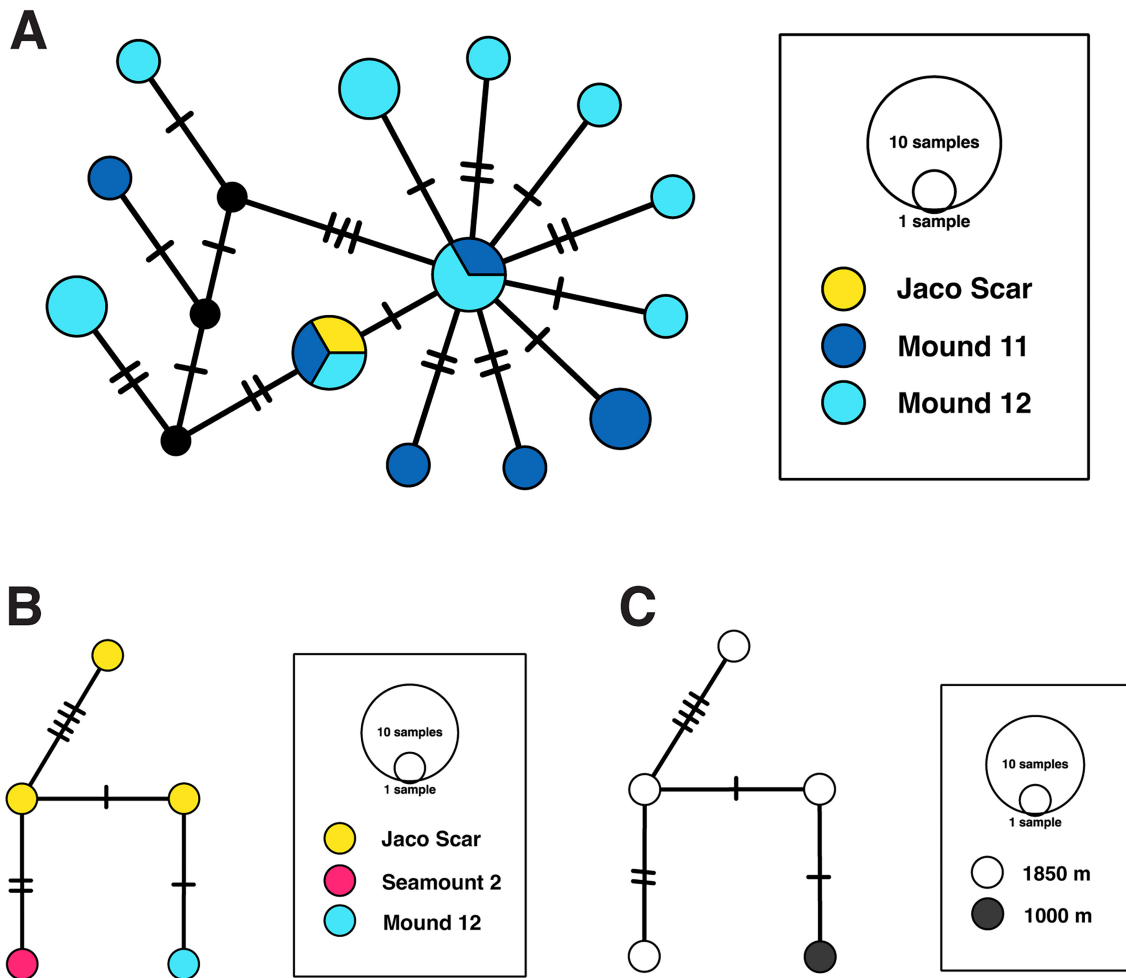 A
10 samples
1 sample
Jaco Scar
Mound 11
Mound 12
B
10 samples
1 sample
Jaco Scar
Seamount 2
Mound 12
C
10 samples
1 sample
1850 m
1000 m